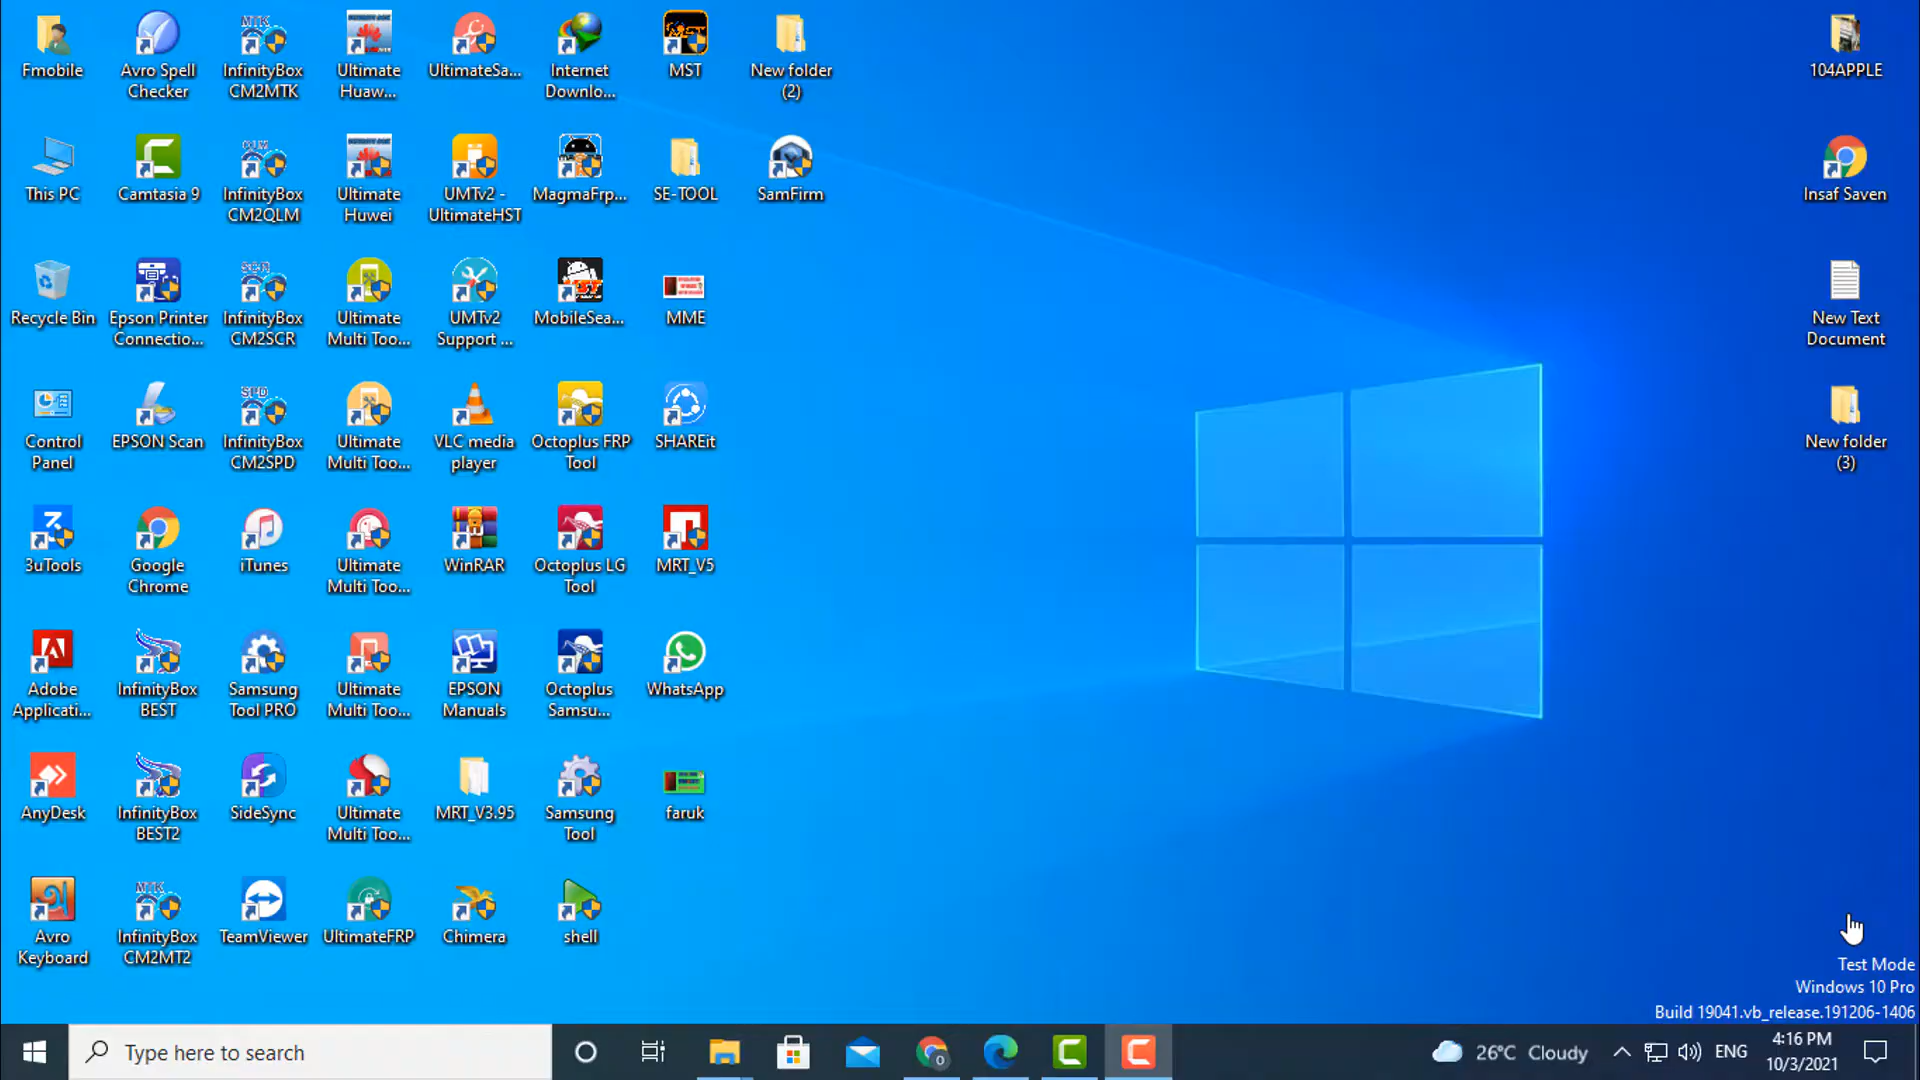 Fmobile
Avro Spell
Checker
InfinityBox
CM2MTK
Ultimate
Huaw...
UltimateSa...
Internet
Downlo...
MST
New folder
(2)
104APPLE
This PC
Camtasia 9
InfinityBox
CM2QLM
Ultimate
Huwei
UMTv2 -
UltimateHST
MagmaFrp...
SE-TOOL
SamFirm
Insaf Saven
Recycle Bin
Epson Printer
Connectio...
InfinityBox
CM2SCR
Ultimate
Multi Too...
UMTv2
Support ...
MobileSea...
MME
New Text
Document
Control
Panel
EPSON Scan
InfinityBox
CM2SPD
Ultimate
Multi Too...
VLC media
player
Octoplus FRP
Tool
SHAREit
New folder
(3)
3uTools
Google
Chrome
iTunes
Ultimate
Multi Too...
WinRAR
Octoplus LG
Tool
MRT_V5
Adobe
Applicati...
InfinityBox
BEST
Samsung
Tool PRO
Ultimate
Multi Too...
EPSON
Manuals
Octoplus
Samsu...
WhatsApp
AnyDesk
InfinityBox
BEST2
SideSync
Ultimate
Multi Too...
MRT_V3.95
Samsung
Tool
faruk
Avro
Keyboard
InfinityBox
CM2MT2
TeamViewer
UltimateFRP
Chimera
shell
Test Mode
Windows 10 Pro
Build 19041.vb_release.191206-1406
Type here to search
26°C Cloudy
ENG
4:16 PM
10/3/2021